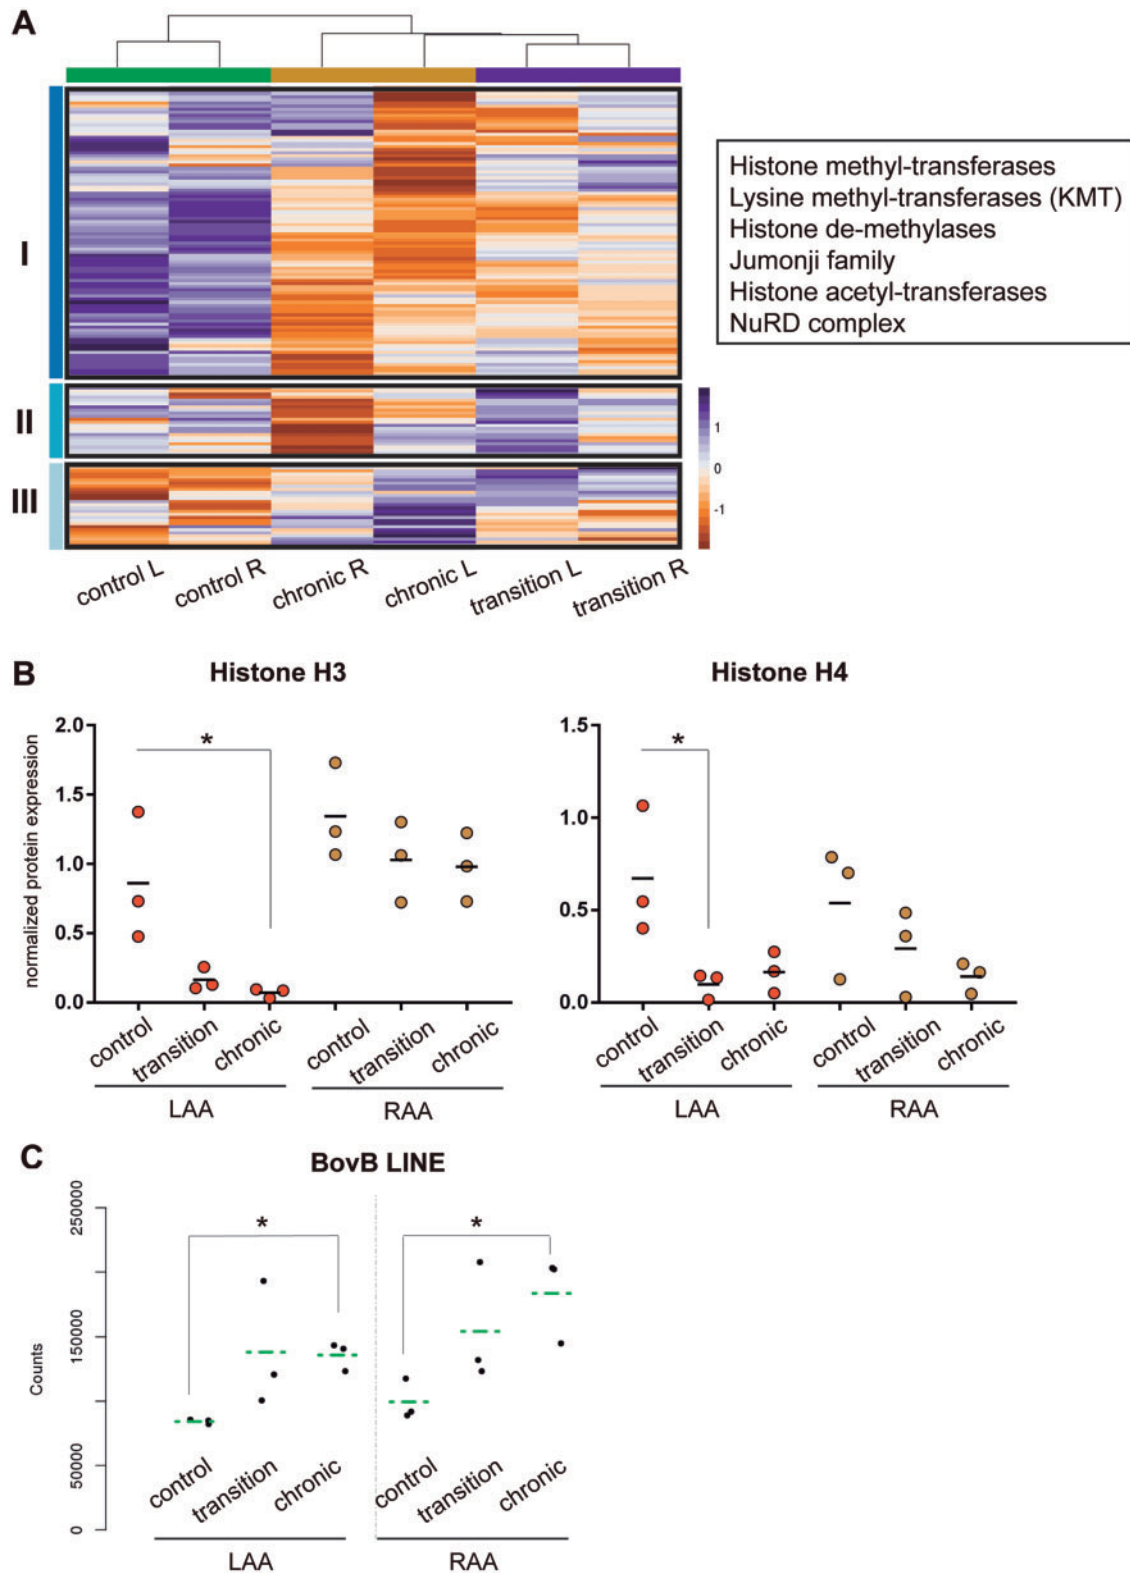 A
I
II
III
Histone methyl-transferases
Lysine methyl-transferases (KMT)
Histone de-methylases
Jumonji family
Histone acetyl-transferases
NuRD complex
1
0
-1
control L
control R
chronic R
chronic L
transition L
transition R
B
Histone H3
normalized protein expression
2.0
1.5
1.0
0.5
0.0
*
control
transition
chronic
control
transition
chronic
LAA
RAA
Histone H4
1.5
1.0
0.5
0.0
*
control
transition
chronic
control
transition
chronic
LAA
RAA
C
BovB LINE
Counts
250000
150000
50000
0
*
*
control
transition
chronic
control
transition
chronic
LAA
RAA